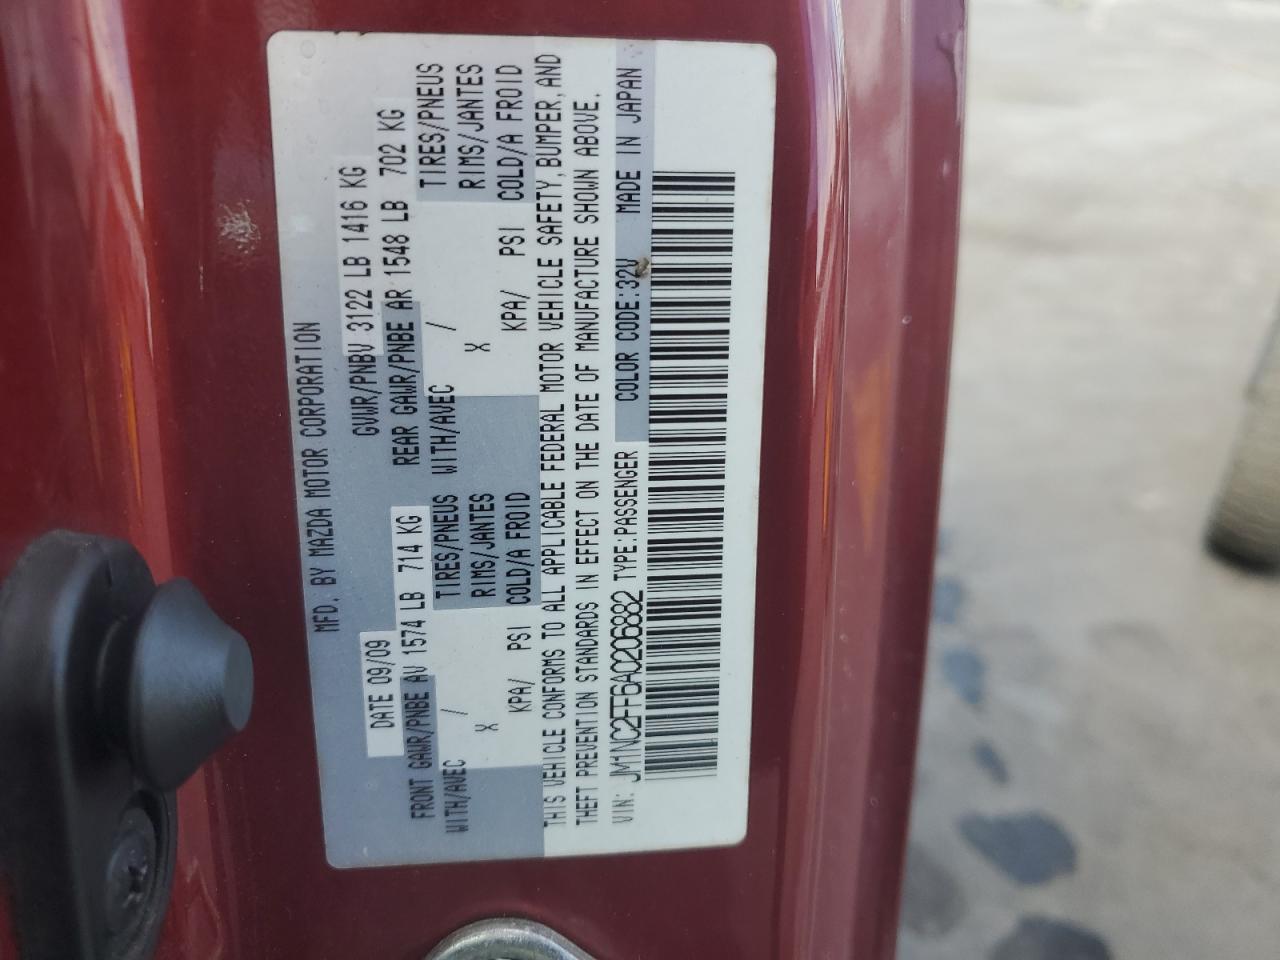 MFD. BY MAZDA MOTOR CORPORATION
DATE 09/09 GVWR/PNBV 3122 LB 1416 KG
FRONT GAWR/PNBE AV 1574 LB 714 KG REAR GAWR/PNBE AR 1548 LB 702 KG
WITH/AVEC / TIRES/PNEUS WITH/AVEC / TIRES/PNEUS
X RIMS/JANTES X RIMS/JANTES
KPA/ PSI COLD/A FROID KPA/ PSI COLD/A FROID
THIS VEHICLE CONFORMS TO ALL APPLICABLE FEDERAL MOTOR VEHICLE SAFETY, BUMPER, AND
THEFT PREVENTION STANDARDS IN EFFECT ON THE DATE OF MANUFACTURE SHOWN ABOVE.
VIN: JM1NC2FF6A0206882 TYPE:PASSENGER COLOR CODE:32V MADE IN JAPAN